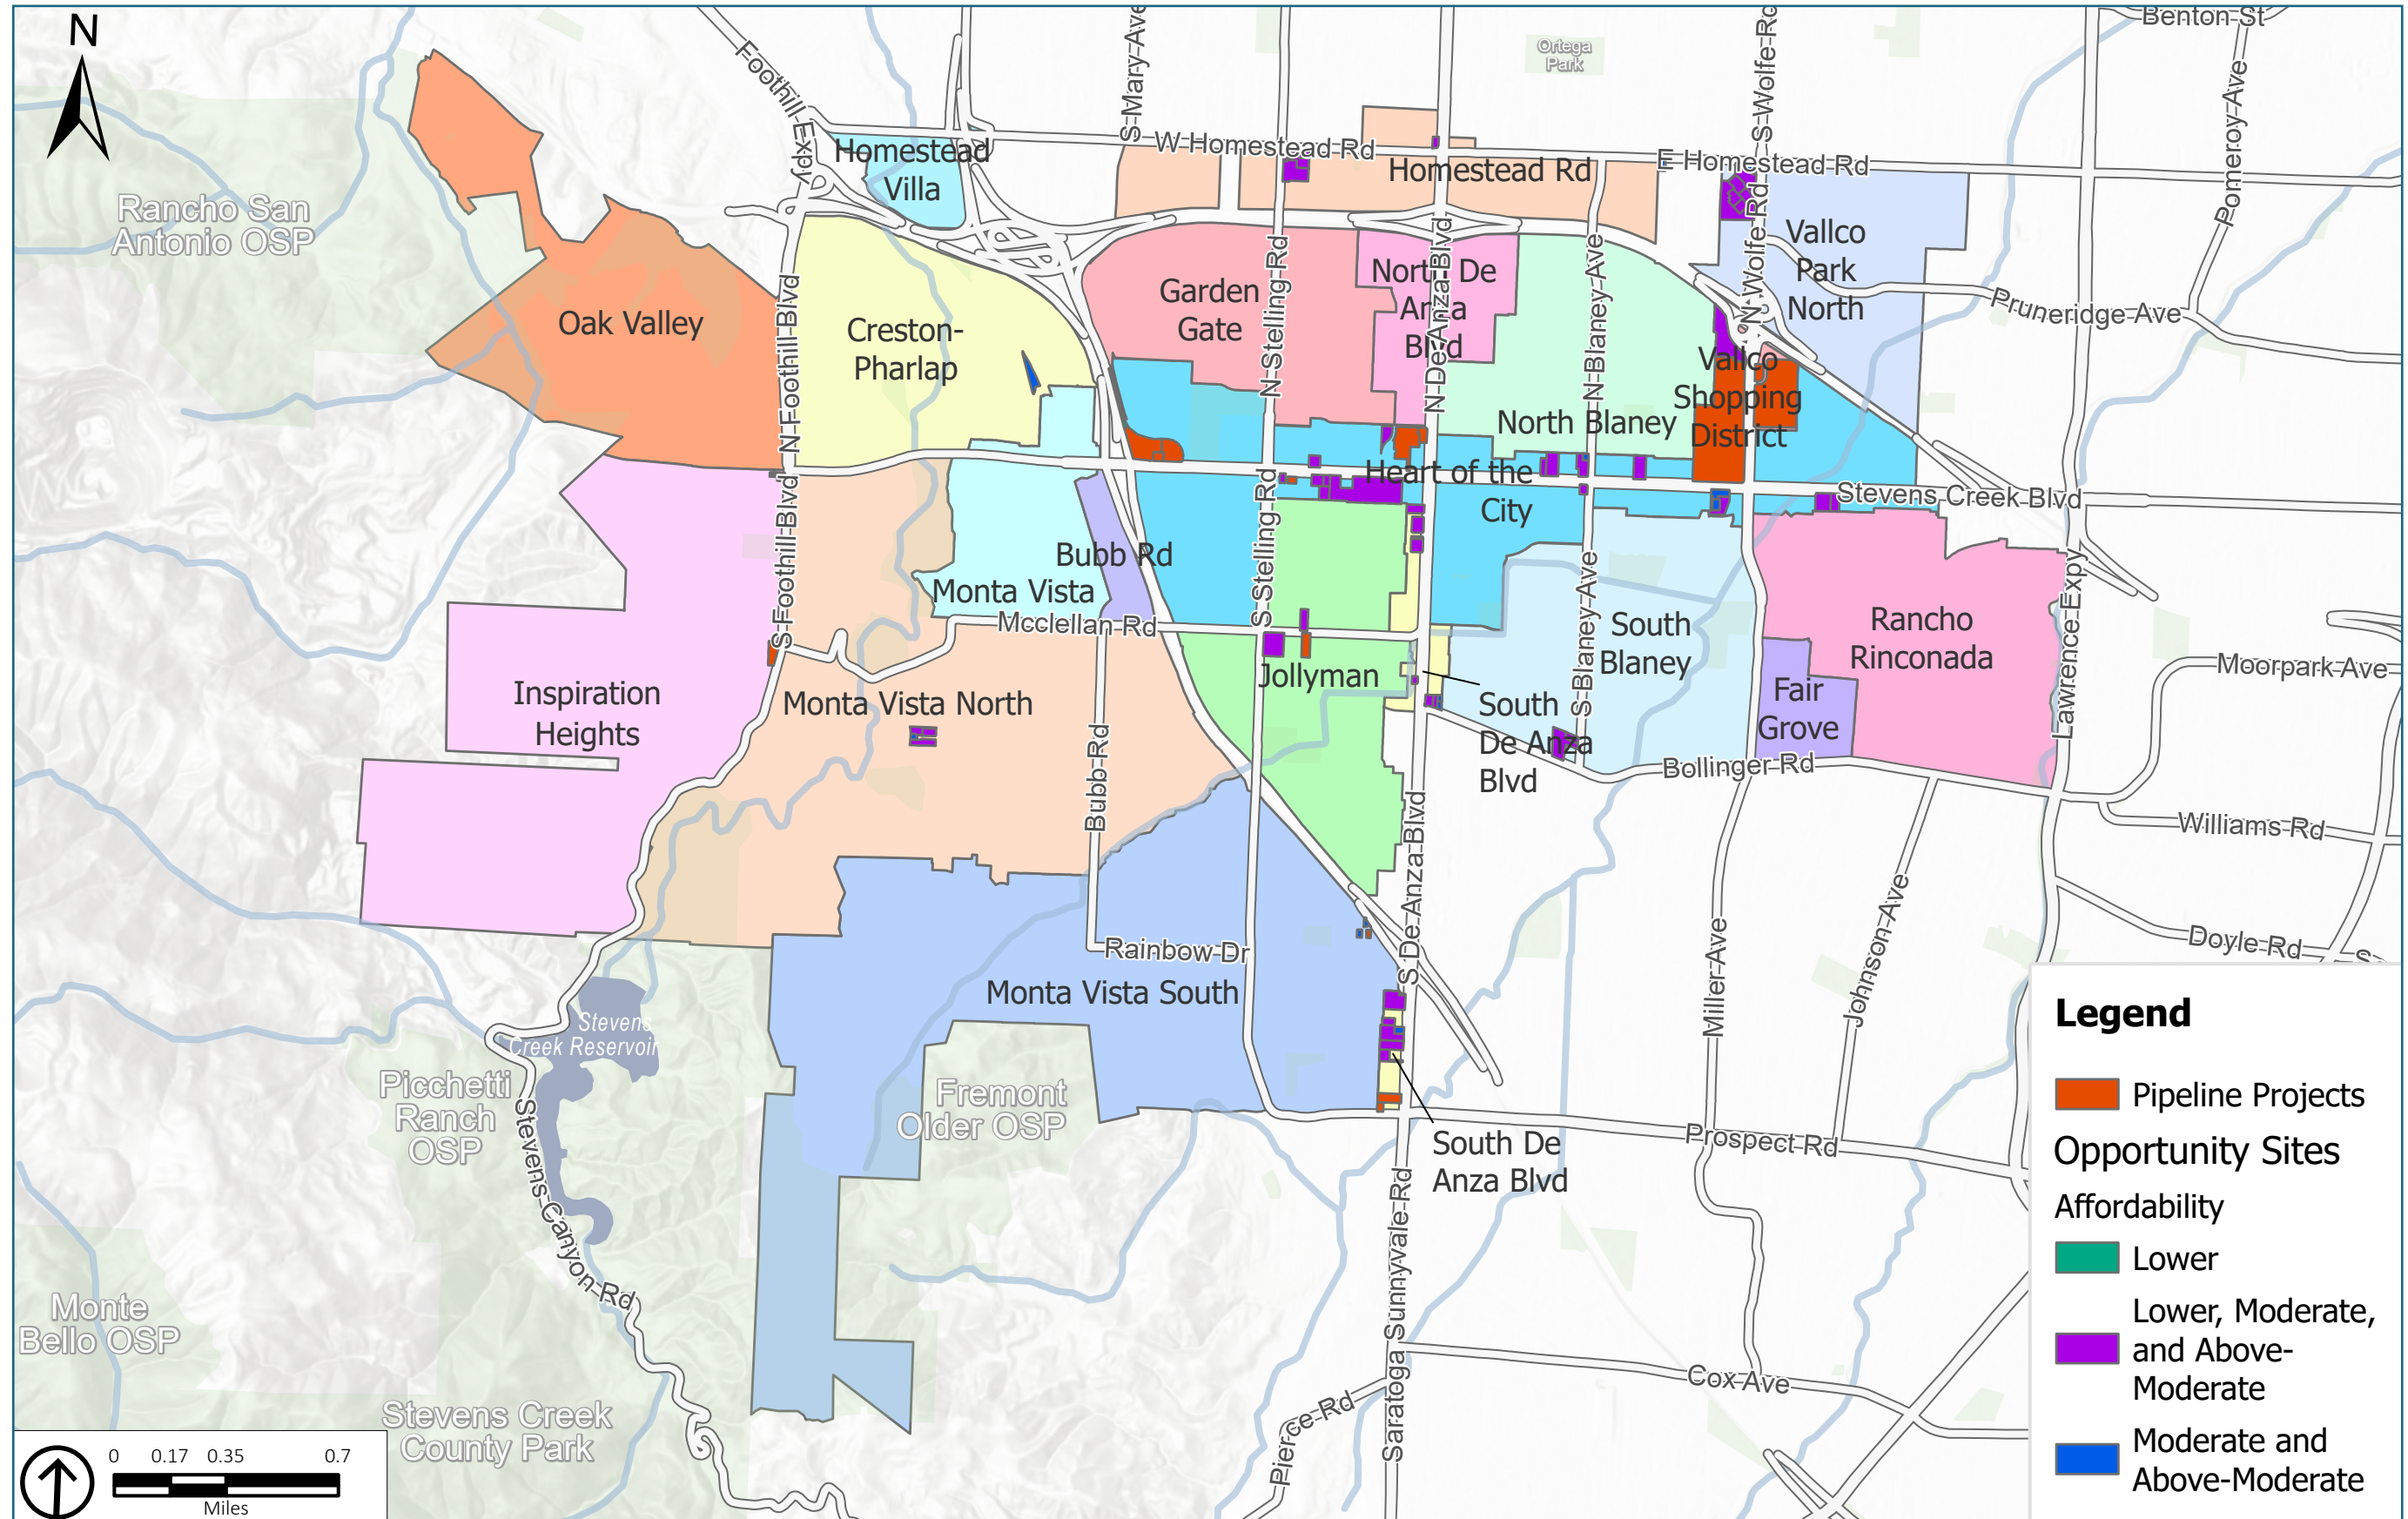 N
Benton St
Ortega
Park
Foothill Expy
S Mary Ave
S Wolfe Rd
Pomeroy Ave
W Homestead Rd
E Homestead Rd
Homestead
Villa
Homestead Rd
Rancho San
Antonio OSP
Vallco
Park
North
N Wolfe Rd
Pruneridge Ave
Oak Valley
N Foothill Blvd
Creston-
Pharlap
Garden
Gate
N Stelling Rd
North De
Anza
Blvd
N De Anza Blvd
N Blaney Ave
North Blaney
Vallco
Shopping
District
Heart of the
City
Stevens Creek Blvd
S Foothill Blvd
Bubb Rd
Monta Vista
Mcclellan Rd
S Stelling Rd
S Blaney Ave
South
Blaney
Rancho
Rinconada
Fair
Grove
Lawrence Expy
Moorpark Ave
Inspiration
Heights
Monta Vista North
Jollyman
South
De Anza
Blvd
Bollinger Rd
Bubb Rd
Williams Rd
S De Anza Blvd
Miller Ave
Johnson Ave
Doyle Rd
Rainbow Dr
Monta Vista South
Stevens
Creek Reservoir
Picchetti
Ranch
OSP
Fremont
Older OSP
South De
Anza Blvd
Prospect Rd
Stevens Canyon Rd
Saratoga Sunnyvale Rd
Monte
Bello OSP
Stevens Creek
County Park
Pierce Rd
Cox Ave
0 0.17 0.35 0.7
Miles
Legend
Pipeline Projects
Opportunity Sites
Affordability
Lower
Lower, Moderate,
and Above-
Moderate
Moderate and
Above-Moderate